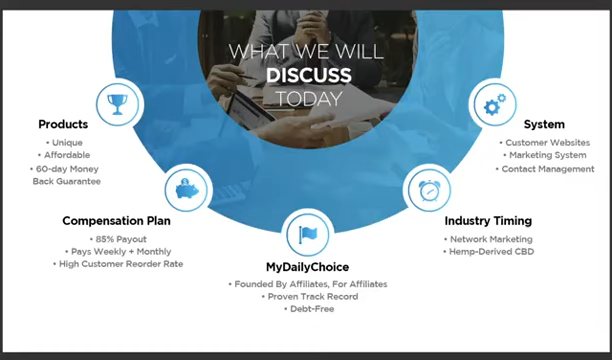 WHAT WE WILL
DISCUSS
TODAY
Products
• Unique
• Affordable
• 60-day Money
Back Guarantee
Compensation Plan
• 85% Payout
• Pays Weekly + Monthly
• High Customer Reorder Rate
MyDailyChoice
• Founded By Affiliates, For Affiliates
• Proven Track Record
• Debt-Free
Industry Timing
• Network Marketing
• Hemp-Derived CBD
System
• Customer Websites
• Marketing System
• Contact Management